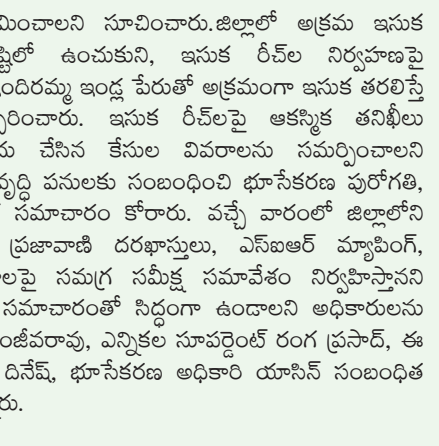 మించాలని సూచించారు.జిల్లాలో అక్రమ ఇసుక
ష్టిలో ఉంచుకుని, ఇసుక రీచ్‌ల నిర్వహణపై
ందిరమ్మ ఇండ్ల పేరుతో అక్రమంగా ఇసుక తరలిస్తే
్చరించారు. ఇసుక రీచ్‌లపై ఆకస్మిక తనిఖీలు
దు చేసిన కేసుల వివరాలను సమర్పించాలని
వృద్ధి పనులకు సంబంధించి భూసేకరణ పురోగతి,
సమాచారం కోరారు. వచ్చే వారంలో జిల్లాలోని
ప్రజావాణి దరఖాస్తులు, ఎస్ఐఆర్ మ్యాపింగ్,
లపై సమగ్ర సమీక్ష సమావేశం నిర్వహిస్తానని
సమాచారంతో సిద్ధంగా ఉండాలని అధికారులను
ంజీవరావు, ఎన్నికల సూపర్డెంట్ రంగ ప్రసాద్, ఈ
దినేష్, భూసేకరణ అధికారి యాసిన్ సంబంధిత
రు.